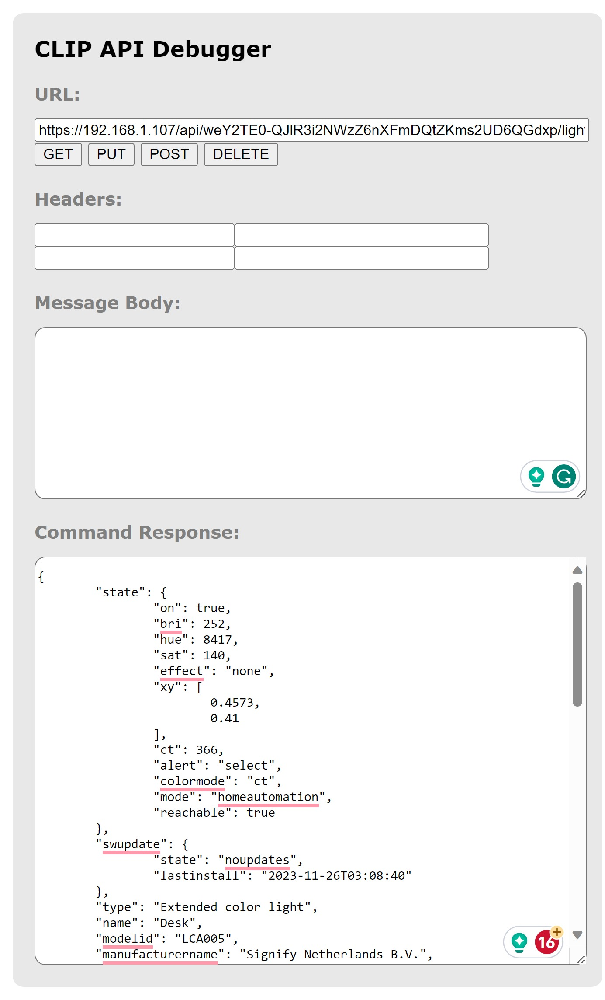 CLIP API Debugger
URL:
https://192.168.1.107/api/weY2TE0-QJIR3i2NWzZ6nXFmDQtZKms2UD6QGdxp/ligh
GET PUT POST DELETE
Headers:
Message Body:
Command Response:
{
"state": {
"on": true,
"bri": 252,
"hue": 8417,
"sat": 140,
"effect": "none",
"xy": [
0.4573,
0.41
],
"ct": 366,
"alert": "select",
"colormode": "ct",
"mode": "homeautomation",
"reachable": true
},
"swupdate": {
"state": "noupdates",
"lastinstall": "2023-11-26T03:08:40"
},
"type": "Extended color light",
"name": "Desk",
"modelid": "LCA005",
16
"manufacturername": "Signify Netherlands B.V.",